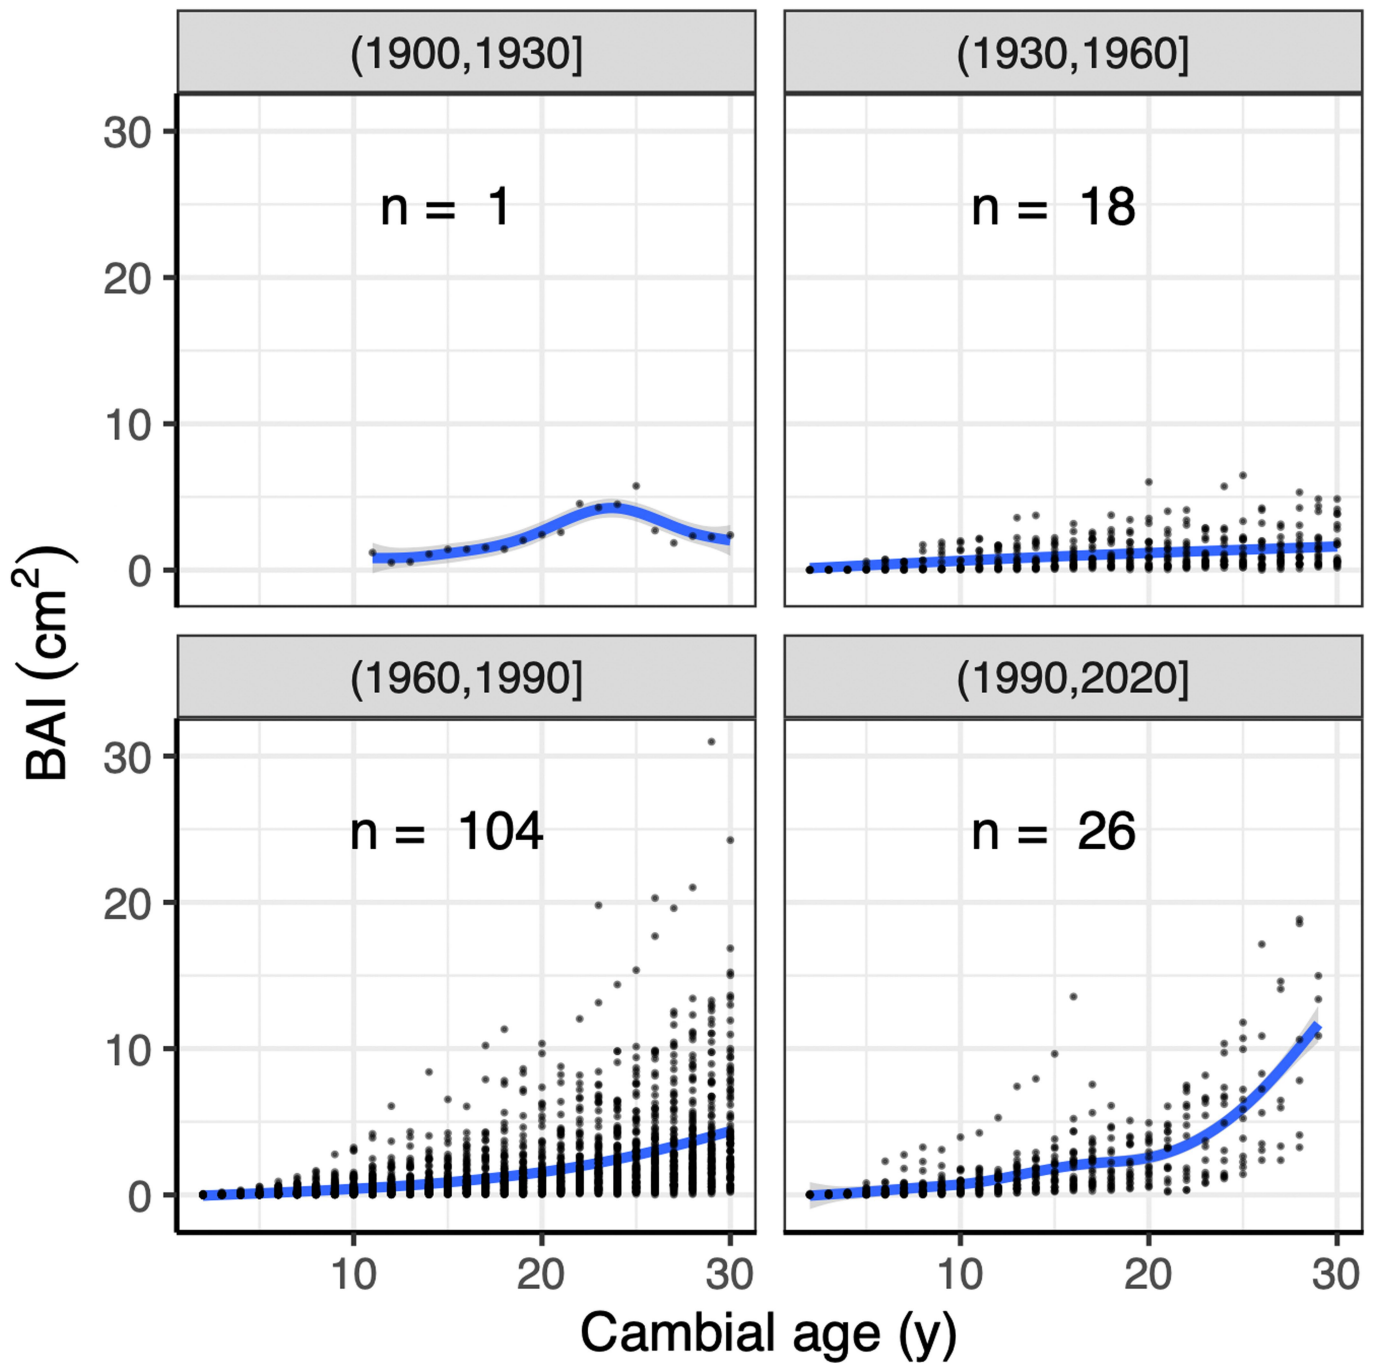 (1900,1930]
(1930,1960]
30
20
10
0
n = 1
n = 18
(1960,1990]
(1990,2020]
30
20
10
0
n = 104
n = 26
BAI (cm²)
10 20 30
10 20 30
Cambial age (y)